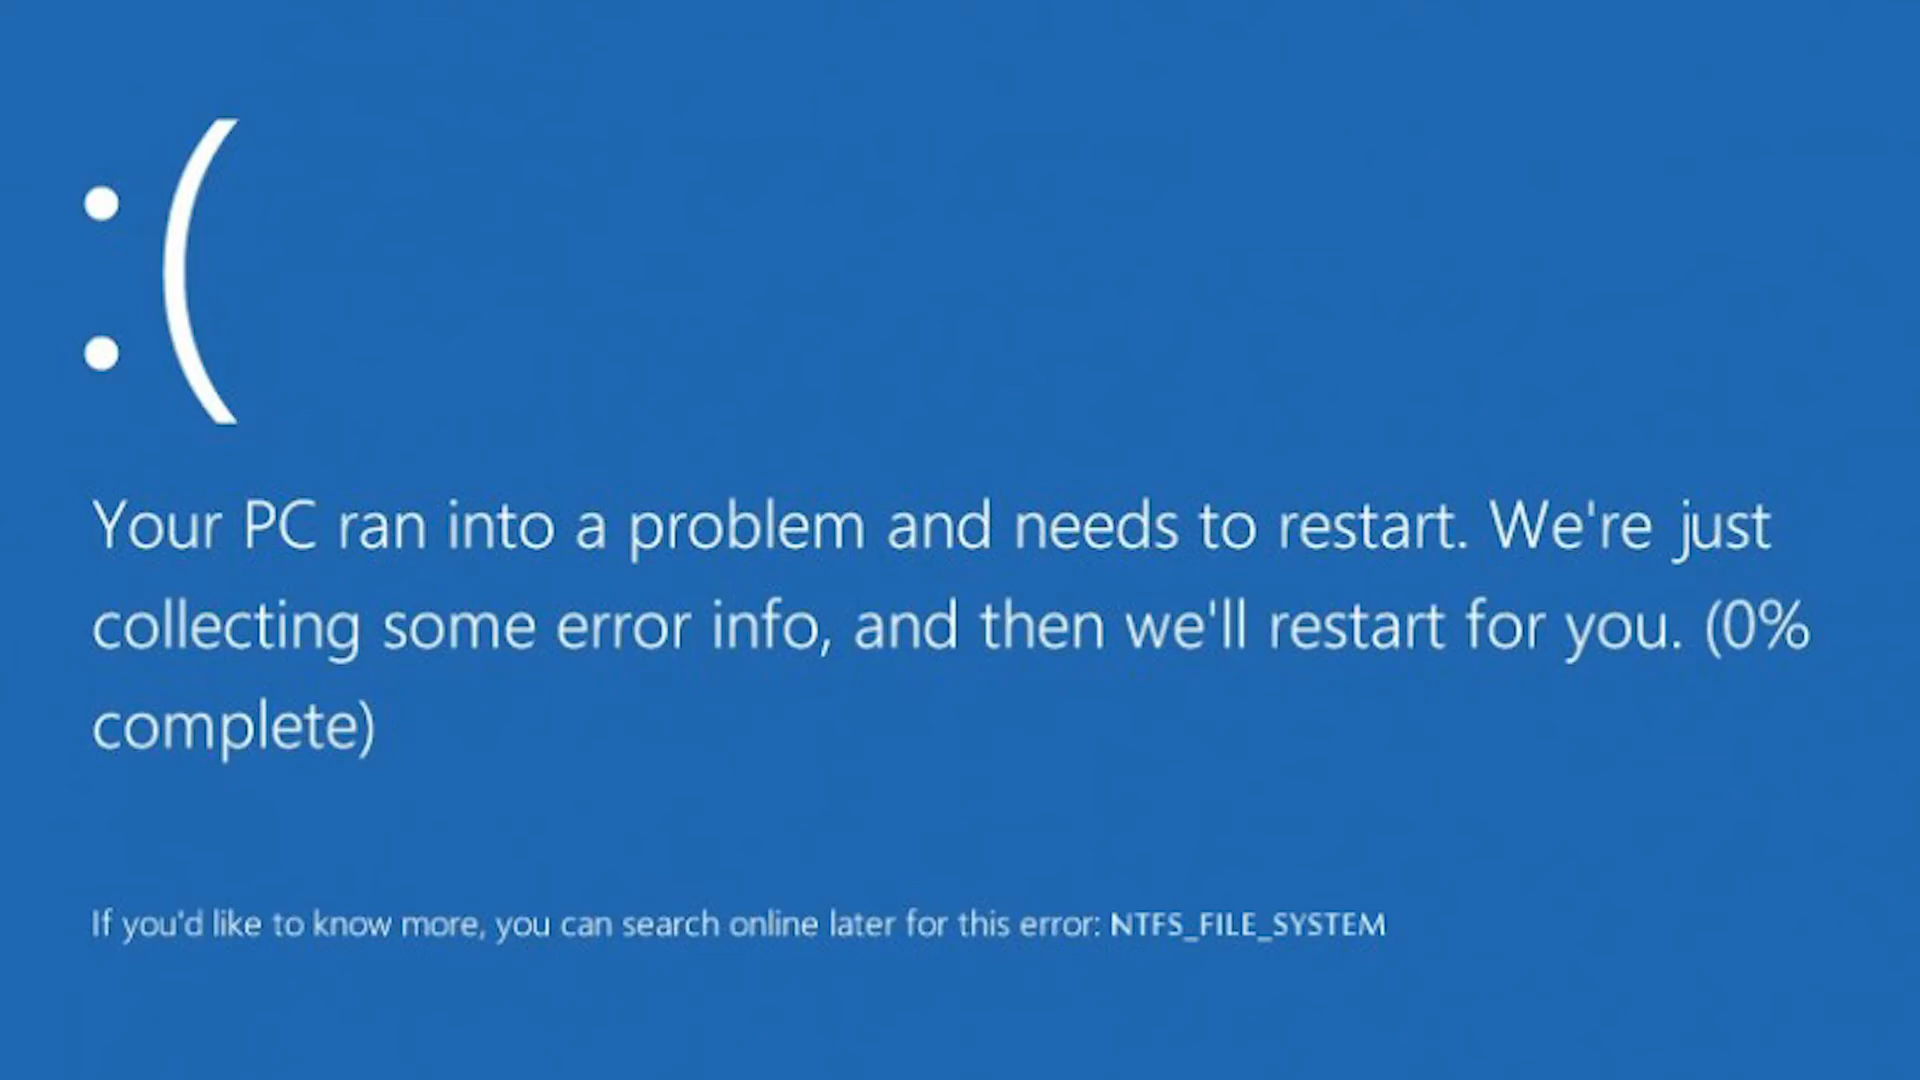 :(
Your PC ran into a problem and needs to restart. We're just
collecting some error info, and then we'll restart for you. (0%
complete)
If you'd like to know more, you can search online later for this error: NTFS_FILE_SYSTEM